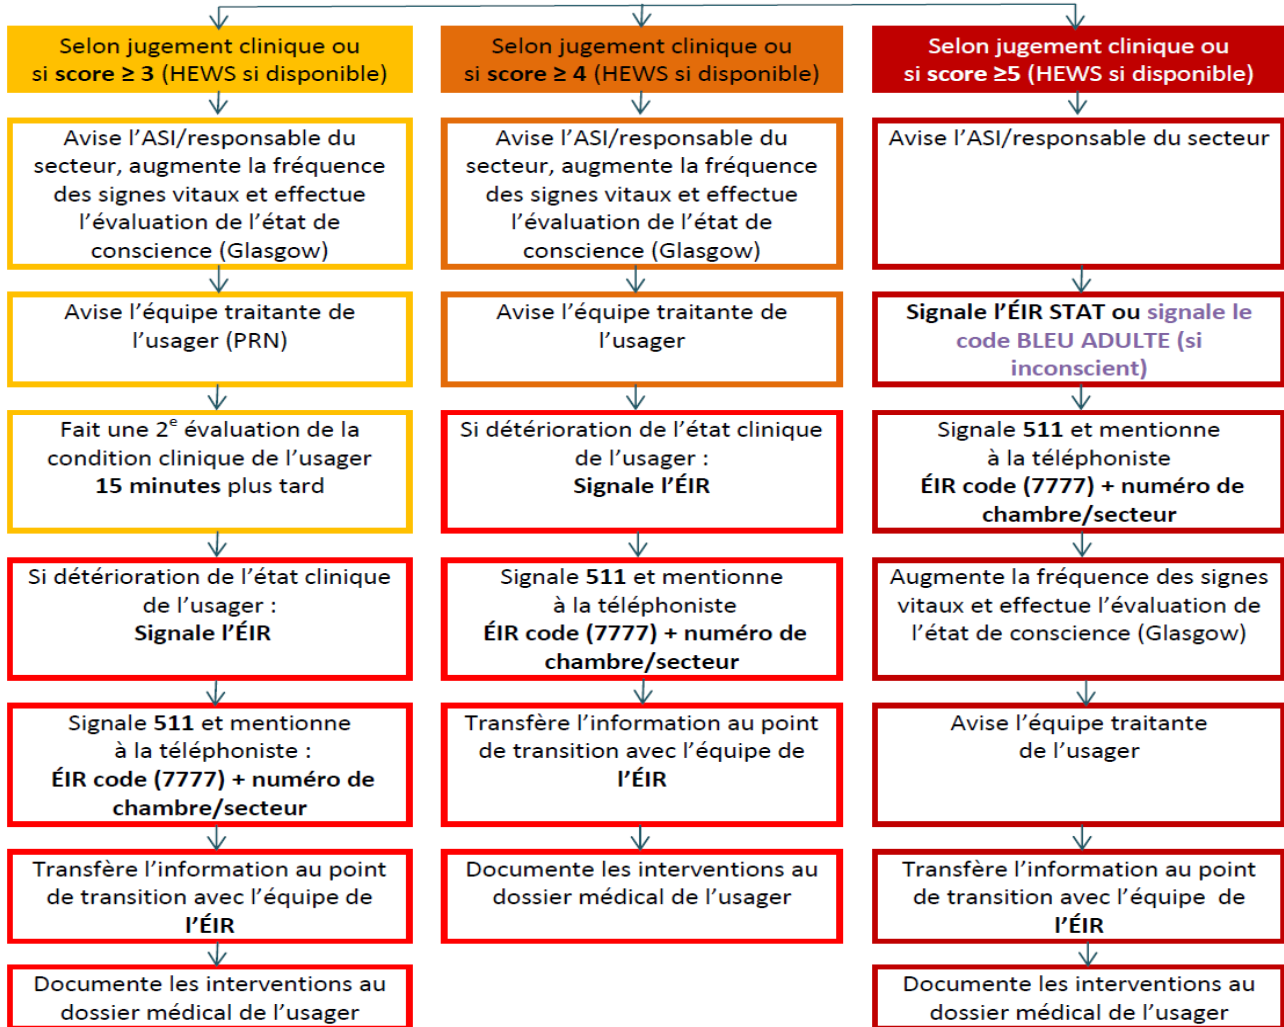 Selon jugement clinique ou
si score ≥ 3 (HEWS si disponible)
Avise l’ASI/responsable du
secteur, augmente la fréquence
des signes vitaux et effectue
l’évaluation de l’état de
conscience (Glasgow)
Avise l’équipe traitante de
l’usager (PRN)
Fait une 2e évaluation de la
condition clinique de l’usager
15 minutes plus tard
Si détérioration de l’état clinique
de l’usager :
Signale l’ÉIR
Signale 511 et mentionne
à la téléphoniste :
ÉIR code (7777) + numéro de
chambre/secteur
Transfère l’information au point
de transition avec l’équipe de
l’ÉIR
Documente les interventions au
dossier médical de l’usager
Selon jugement clinique ou
si score ≥ 4 (HEWS si disponible)
Avise l’ASI/responsable du
secteur, augmente la fréquence
des signes vitaux et effectue
l’évaluation de l’état de
conscience (Glasgow)
Avise l’équipe traitante de
l’usager
Si détérioration de l’état clinique
de l’usager :
Signale l’ÉIR
Signale 511 et mentionne
à la téléphoniste
ÉIR code (7777) + numéro de
chambre/secteur
Transfère l’information au point
de transition avec l’équipe de
l’ÉIR
Documente les interventions au
dossier médical de l’usager
Selon jugement clinique ou
si score ≥5 (HEWS si disponible)
Avise l’ASI/responsable du secteur
Signale l’ÉIR STAT ou signale le
code BLEU ADULTE (si
inconscient)
Signale 511 et mentionne
à la téléphoniste
ÉIR code (7777) + numéro de
chambre/secteur
Augmente la fréquence des signes
vitaux et effectue l’évaluation de
l’état de conscience (Glasgow)
Avise l’équipe traitante
de l’usager
Transfère l’information au point
de transition avec l’équipe de
l’ÉIR
Documente les interventions au
dossier médical de l’usager